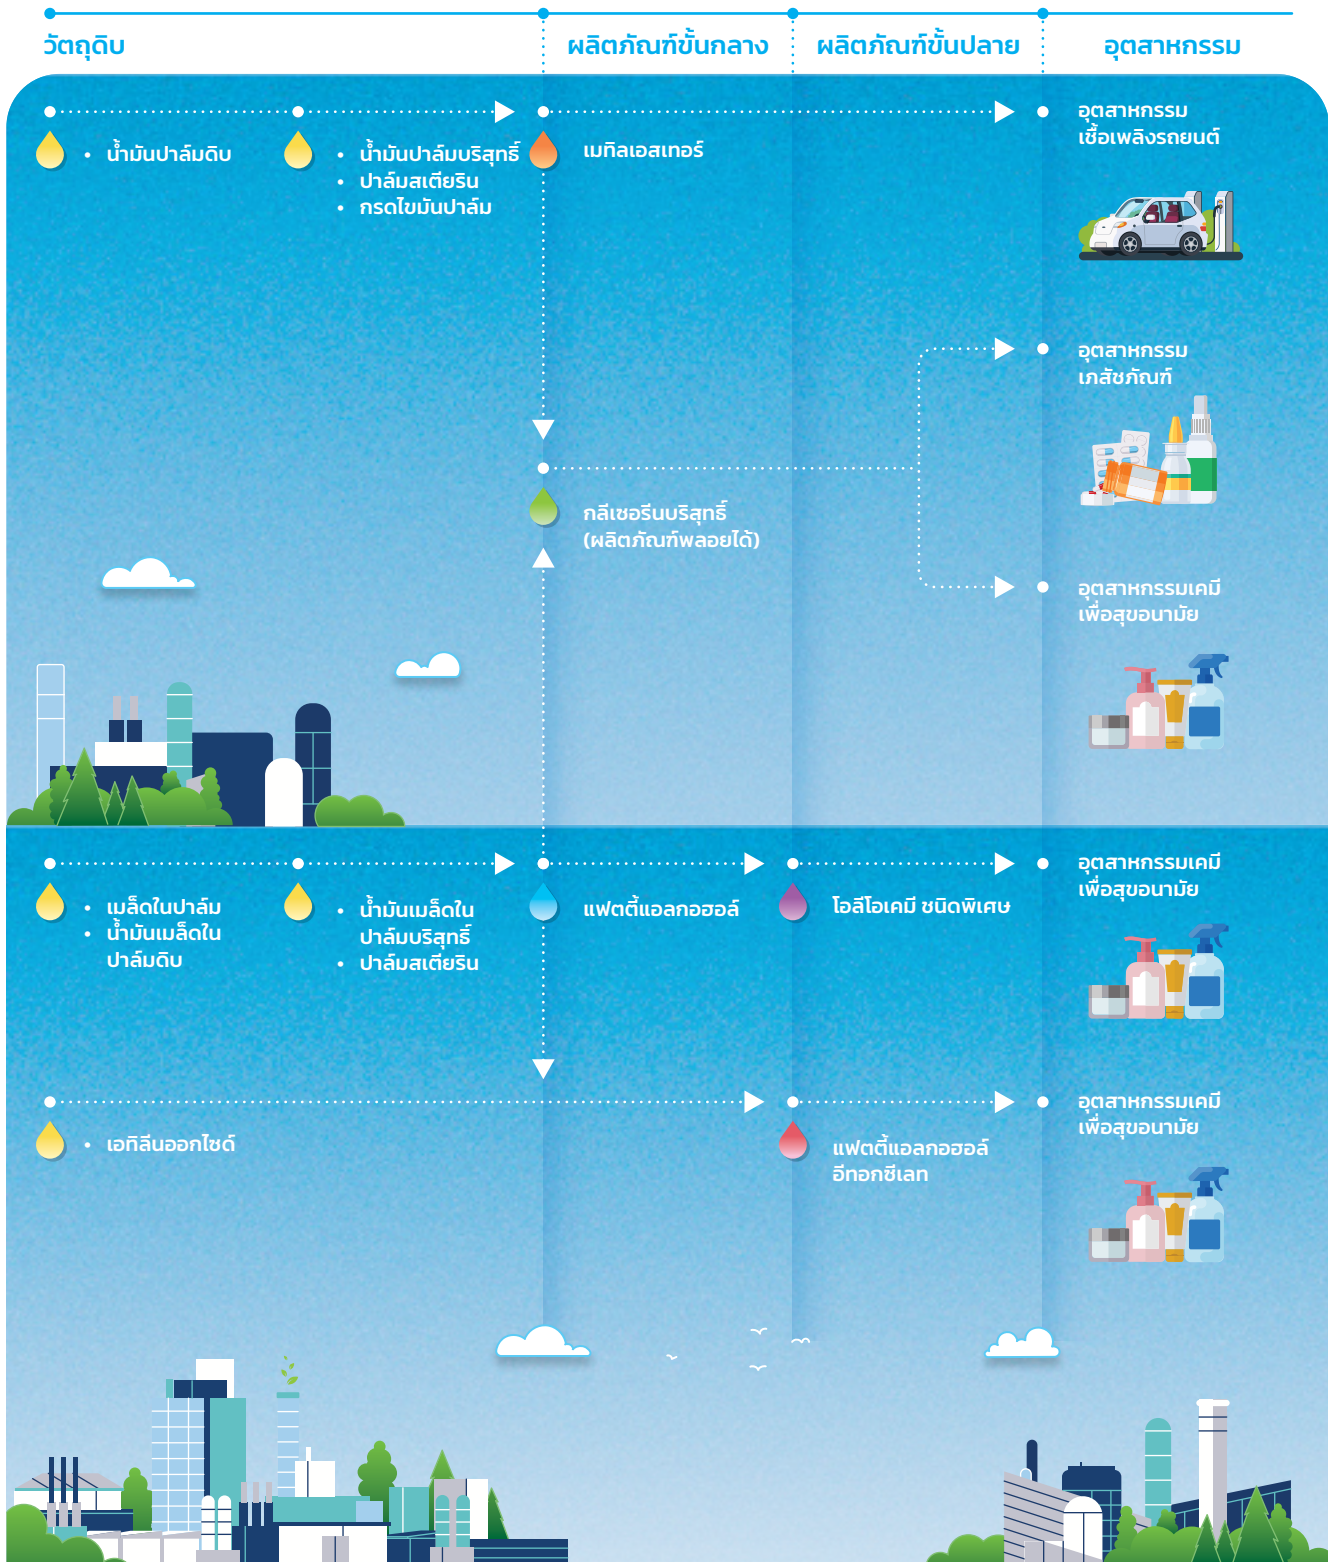 วัตถุดิบ
ผลิตภัณฑ์ขั้นกลาง
ผลิตภัณฑ์ขั้นปลาย
อุตสาหกรรม
• น้ำมันปาล์มดิบ
• น้ำมันปาล์มบริสุทธิ์
• ปาล์มสเตียริน
• กรดไขมันปาล์ม
เมทิลเอสเทอร์
อุตสาหกรรม
เชื้อเพลิงรถยนต์
อุตสาหกรรม
เภสัชภัณฑ์
กลีเซอรีนบริสุทธิ์
(ผลิตภัณฑ์พลอยได้)
อุตสาหกรรมเคมี
เพื่อสุขอนามัย
• เมล็ดในปาล์ม
• น้ำมันเมล็ดใน
ปาล์มดิบ
• น้ำมันเมล็ดใน
ปาล์มบริสุทธิ์
• ปาล์มสเตียริน
แฟตตี้แอลกอฮอล์
โอลีโอเคมี ชนิดพิเศษ
อุตสาหกรรมเคมี
เพื่อสุขอนามัย
• เอทิลีนออกไซด์
แฟตตี้แอลกอฮอล์
อีทอกซีเลท
อุตสาหกรรมเคมี
เพื่อสุขอนามัย